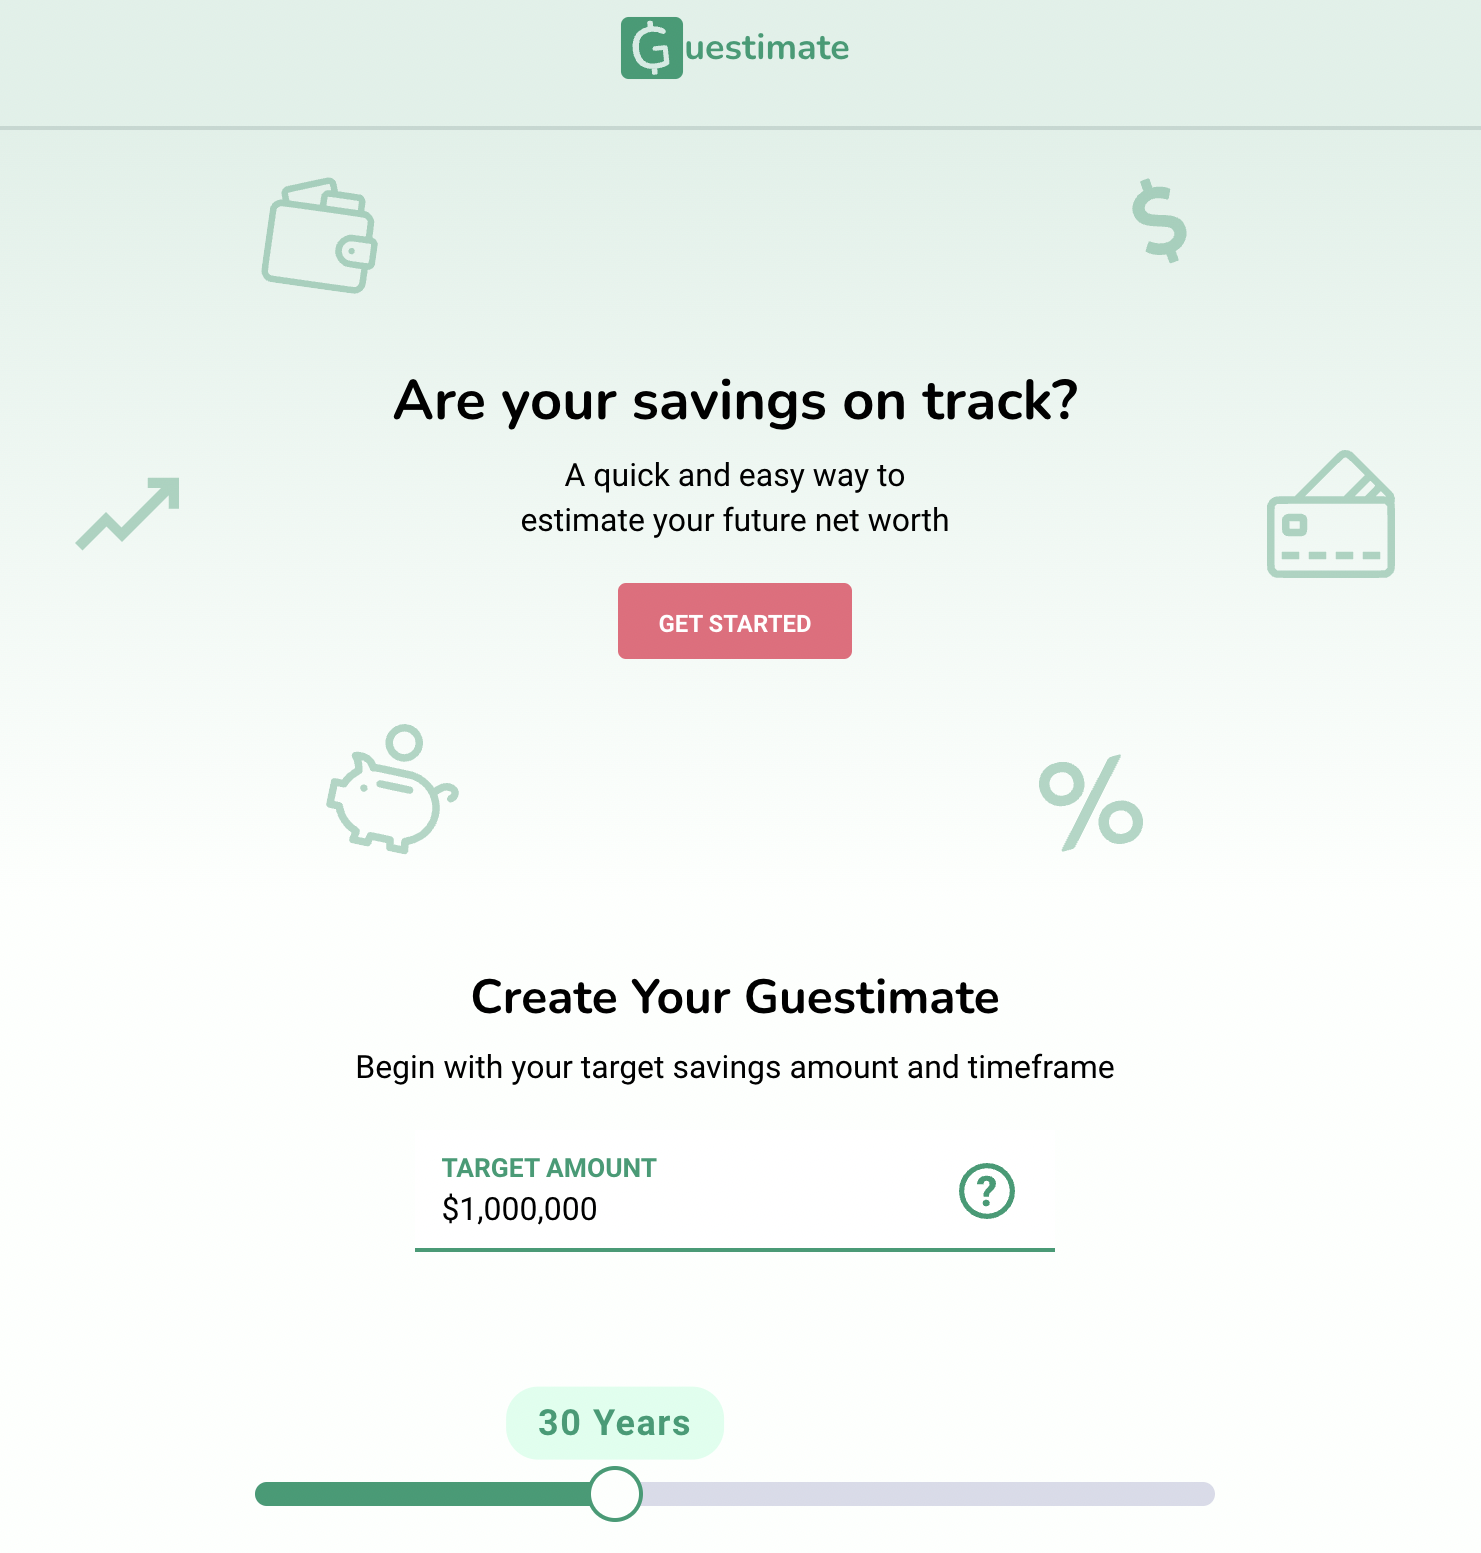 Guestimate
$
Are your savings on track?
A quick and easy way to
estimate your future net worth
GET STARTED
%
Create Your Guestimate
Begin with your target savings amount and timeframe
TARGET AMOUNT
$1,000,000
?
30 Years